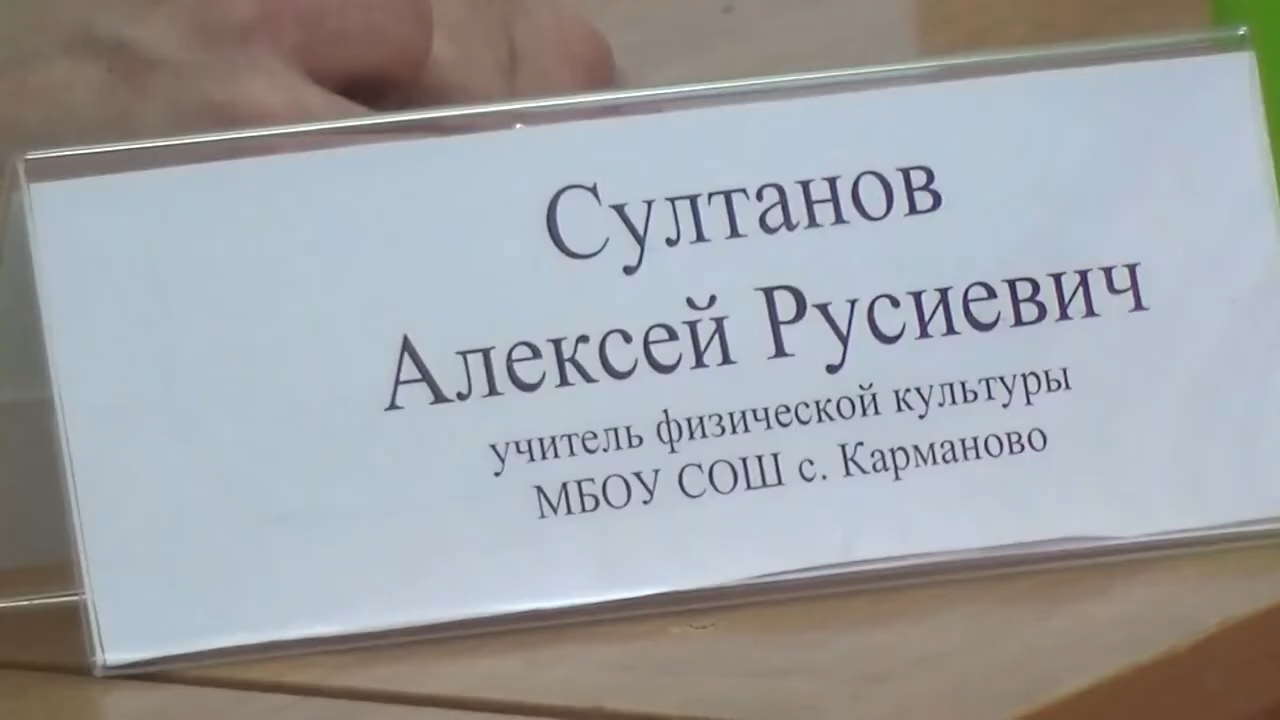 Султанов
Алексей Русиевич
учитель физической культуры
МБОУ СОШ с. Карманово